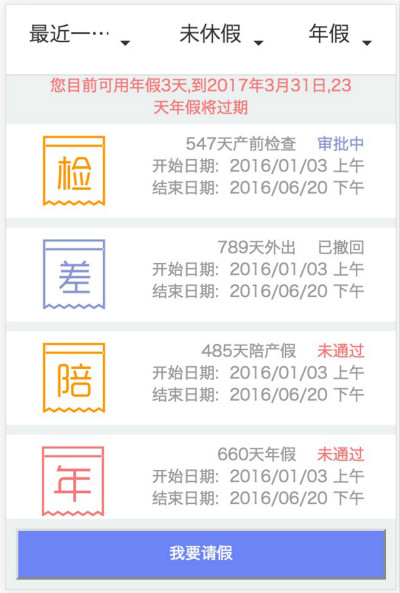 最近一… 未休假 年假
您目前可用年假3天,到2017年3月31日,23
天年假将过期
检
547天产前检查 审批中
开始日期: 2016/01/03 上午
结束日期: 2016/06/20 下午
差
789天外出 已撤回
开始日期: 2016/01/03 上午
结束日期: 2016/06/20 下午
陪
485天陪产假 未通过
开始日期: 2016/01/03 上午
结束日期: 2016/06/20 下午
年
660天年假 未通过
开始日期: 2016/01/03 上午
结束日期: 2016/06/20 下午
我要请假